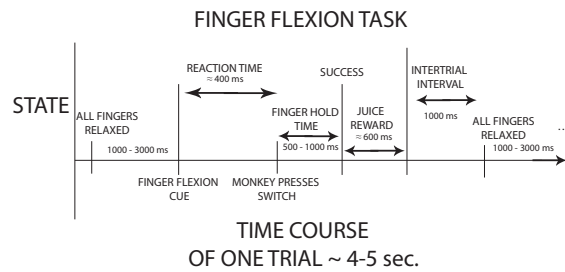 FINGER FLEXION TASK
REACTION TIME
≈ 400 ms
SUCCESS
INTERTRIAL
INTERVAL
STATE
ALL FINGERS
RELAXED
FINGER HOLD
TIME
JUICE
REWARD
≈ 600 ms
1000 ms
ALL FINGERS
RELAXED
...
1000 - 3000 ms
500 - 1000 ms
1000 - 3000 ms
FINGER FLEXION
CUE
MONKEY PRESSES
SWITCH
TIME COURSE
OF ONE TRIAL ~ 4-5 sec.